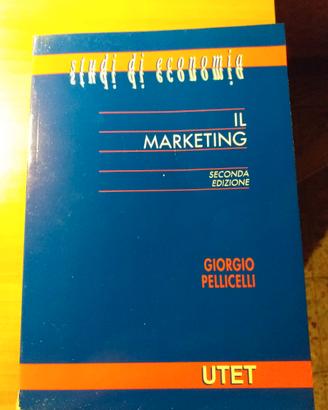 studi di economia
IL
MARKETING
SECONDA
EDIZIONE
GIORGIO
PELLICELLI
UTET